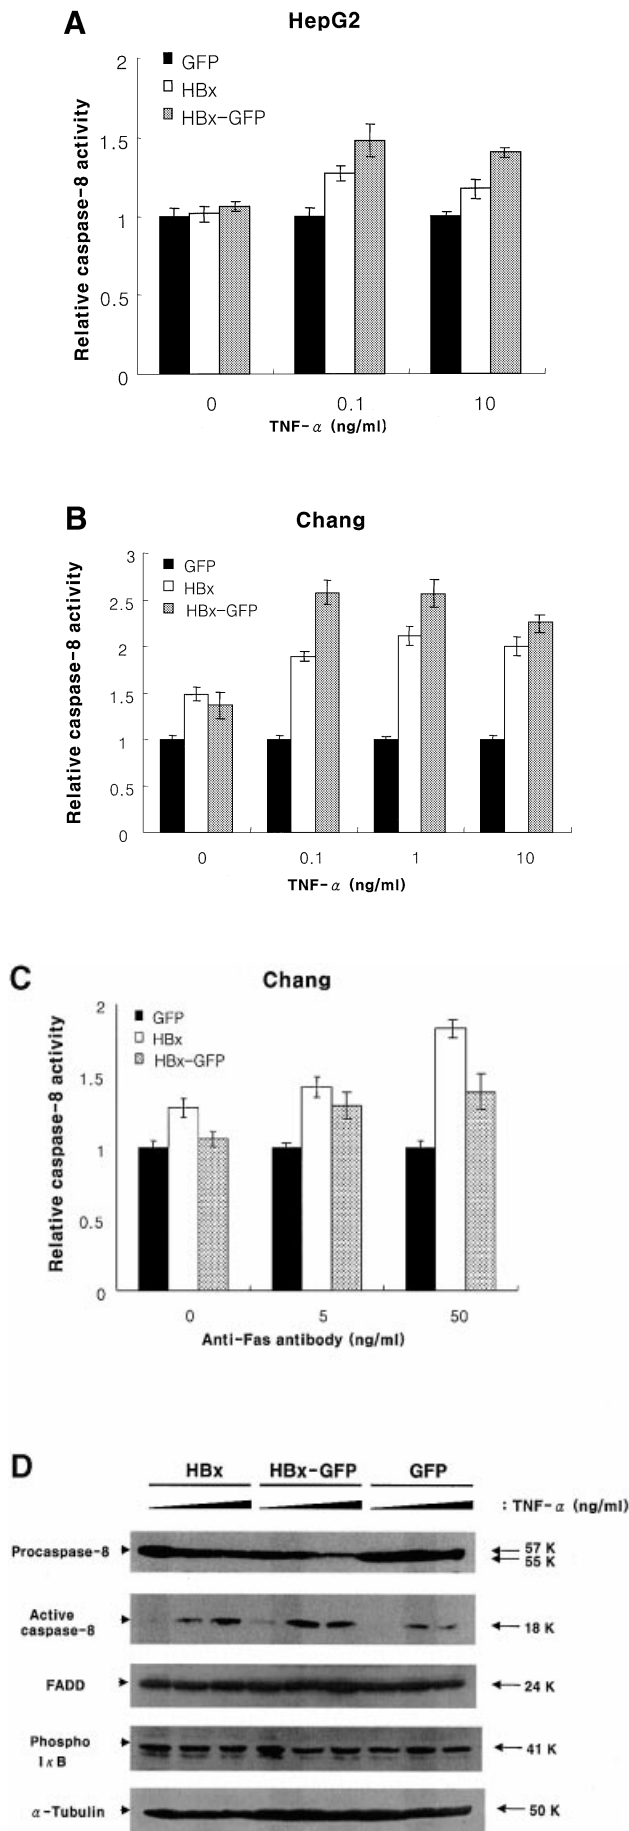 A
HepG2
Relative caspase-8 activity
2
1.5
1
0.5
0
GFP
HBx
HBx-GFP
0 0.1 10
TNF-α (ng/ml)
B
Chang
Relative caspase-8 activity
3
2.5
2
1.5
1
0.5
0
GFP
HBx
HBx-GFP
0 0.1 1 10
TNF-α (ng/ml)
C
Chang
Relative caspase-8 activity
2
1.5
1
0.5
0
GFP
HBx
HBx-GFP
0 5 50
Anti-Fas antibody (ng/ml)
D
HBx HBx-GFP GFP
: TNF-α (ng/ml)
Procaspase-8
57 K
55 K
Active
caspase-8
18 K
FADD
24 K
Phospho
IκB
41 K
α-Tubulin
50 K